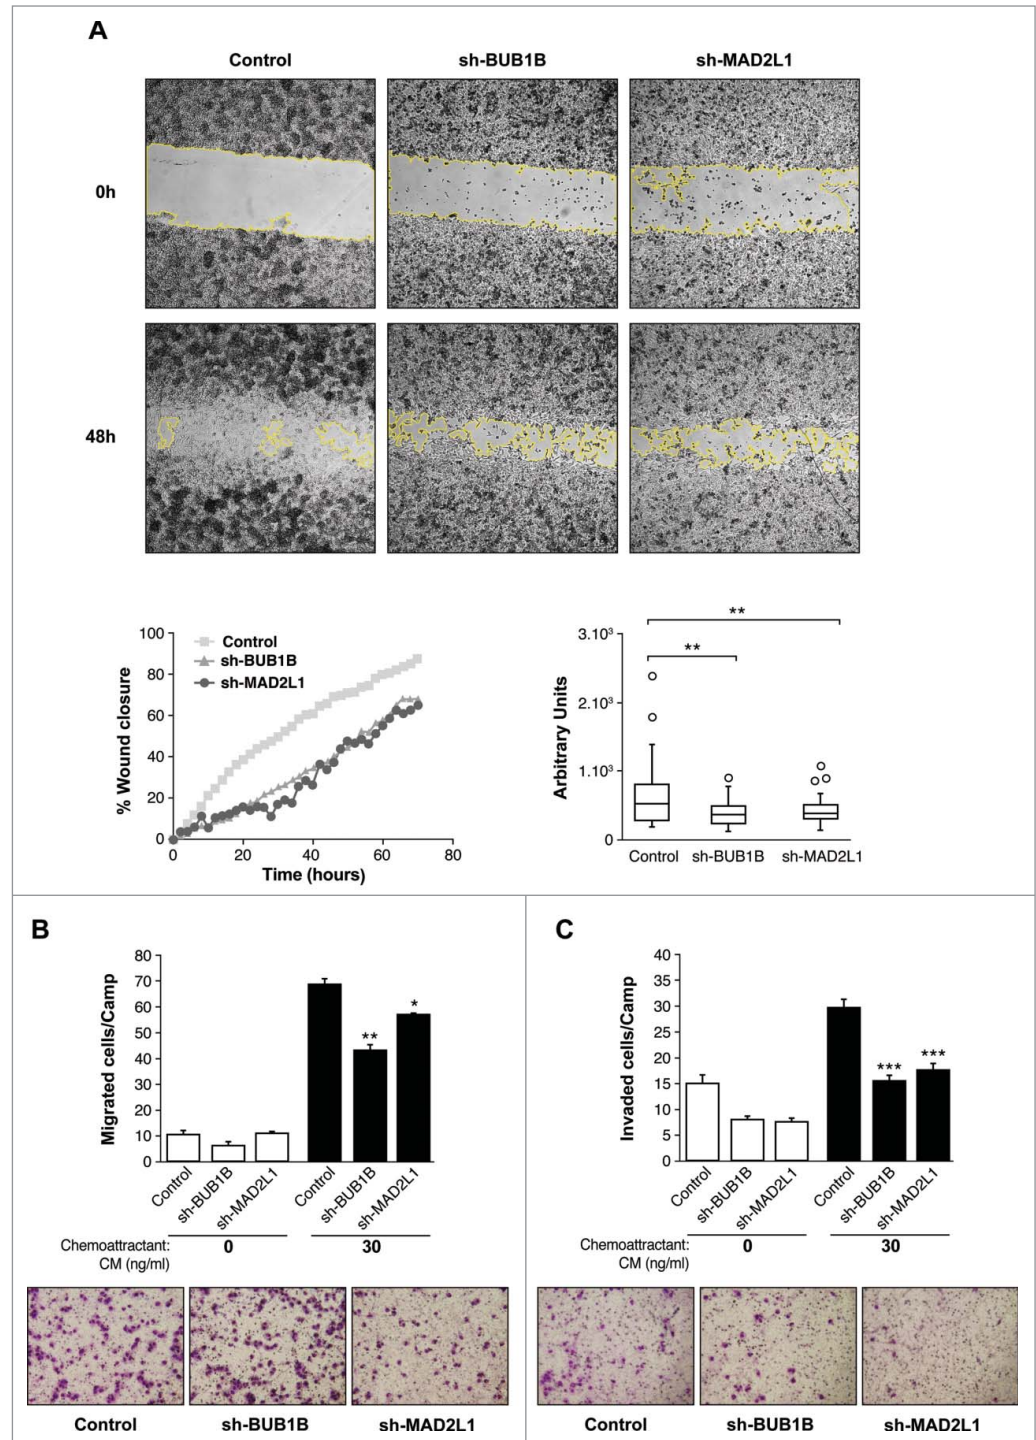 A
Control
sh-BUB1B
sh-MAD2L1
0h
48h
100
80
60
40
20
0
% Wound closure
Control
sh-BUB1B
sh-MAD2L1
0 20 40 60 80
Time (hours)
**
**
3.10³
2.10³
1.10³
0
Arbitrary Units
Control sh-BUB1B sh-MAD2L1
B
80
70
60
50
40
30
20
10
0
Migrated cells/Camp
**
*
Control
sh-BUB1B
sh-MAD2L1
Control
sh-BUB1B
sh-MAD2L1
Chemoattractant: 0 30
CM (ng/ml)
Control sh-BUB1B sh-MAD2L1
C
40
35
30
25
20
15
10
5
0
Invaded cells/Camp
***
***
Control
sh-BUB1B
sh-MAD2L1
Control
sh-BUB1B
sh-MAD2L1
Chemoattractant: 0 30
CM (ng/ml)
Control sh-BUB1B sh-MAD2L1